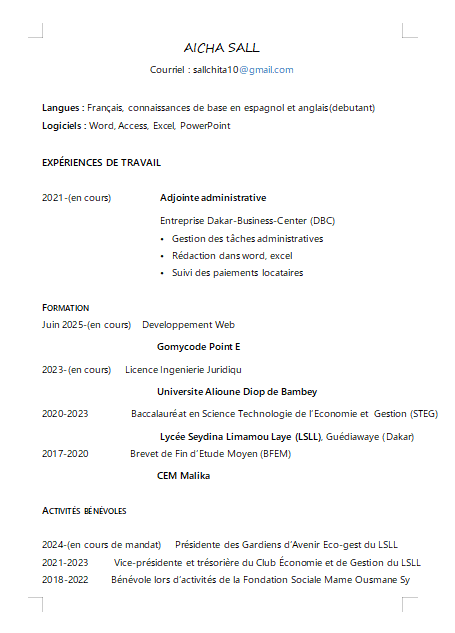 AICHA SALL
Courriel : sallchita10@gmail.com
Langues : Français, connaissances de base en espagnol et anglais(debutant)
Logiciels : Word, Access, Excel, PowerPoint
EXPÉRIENCES DE TRAVAIL
2021-(en cours) Adjointe administrative
Entreprise Dakar-Business-Center (DBC)
• Gestion des tâches administratives
• Rédaction dans word, excel
• Suivi des paiements locataires
FORMATION
Juin 2025-(en cours) Developpement Web
Gomycode Point E
2023-(en cours) Licence Ingenierie Juridiqu
Universite Alioune Diop de Bambey
2020-2023 Baccalauréat en Science Technologie de l'Economie et Gestion (STEG)
Lycée Seydina Limamou Laye (LSLL), Guédiawaye (Dakar)
2017-2020 Brevet de Fin d'Etude Moyen (BFEM)
CEM Malika
ACTIVITÉS BÉNÉVOLES
2024-(en cours de mandat) Présidente des Gardiens d'Avenir Eco-gest du LSLL
2021-2023 Vice-présidente et trésorière du Club Économie et de Gestion du LSLL
2018-2022 Bénévole lors d'activités de la Fondation Sociale Mame Ousmane Sy